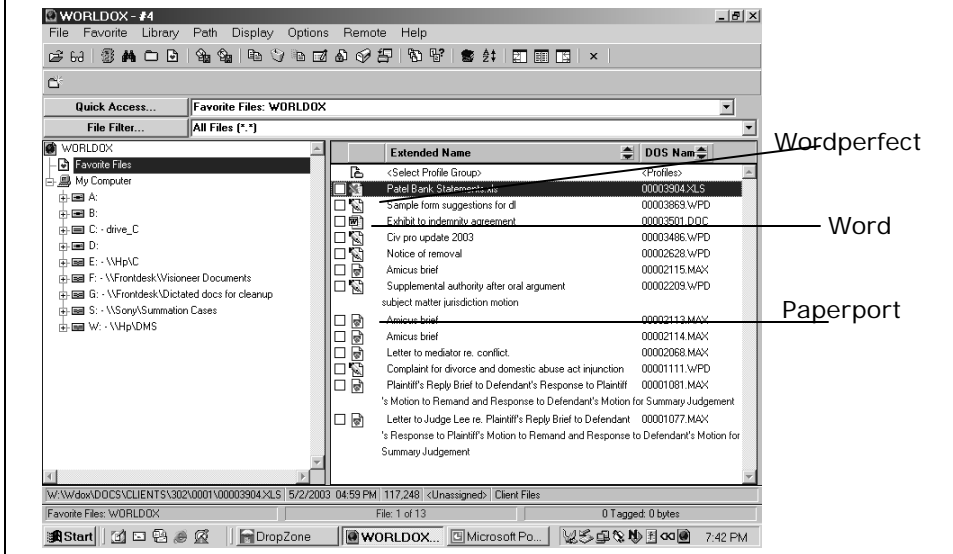 WORLDOX - #4
File Favorite Library Path Display Options Remote Help
Quick Access... Favorite Files: WORLDOX
File Filter... All Files (*.*)
WORLDOX
Favorite Files
My Computer
A:
B:
C: - drive_C
D:
E: - \\Hp\C
F: - \\Frontdesk\Visioneer Documents
G: - \\Frontdesk\Dictated docs for cleanup
S: - \\Sony\Summation Cases
W: - \\Hp\DMS
Extended Name DOS Nam
<Select Profile Group> <Profiles>
Patel Bank Statements.xls 00003904.XLS
Sample form suggestions for dl 00003869.WPD
Exhibit to indemnity agreement 00003501.DOC
Civ pro update 2003 00003486.WPD
Notice of removal 00002628.WPD
Amicus brief 00002115.MAX
Supplemental authority after oral argument 00002209.WPD
subject matter jurisdiction motion
Amicus brief 00002113.MAX
Amicus brief 00002114.MAX
Letter to mediator re. conflict. 00002068.MAX
Complaint for divorce and domestic abuse act injunction 00001111.WPD
Plaintiff's Reply Brief to Defendant's Response to Plaintiff 00001081.MAX
's Motion to Remand and Response to Defendant's Motion for Summary Judgement
Letter to Judge Lee re. Plaintiff's Reply Brief to Defendant 00001077.MAX
's Response to Plaintiff's Motion to Remand and Response to Defendant's Motion for
Summary Judgement
Wordperfect
Word
Paperport
W:\Wdox\DOCS\CLIENTS\302\0001\00003904.XLS 5/2/2003 04:59 PM 117,248 <Unassigned> Client Files
Favorite Files: WORLDOX File: 1 of 13 0 Tagged: 0 bytes
Start DropZone WORLDOX... Microsoft Po... 7:42 PM